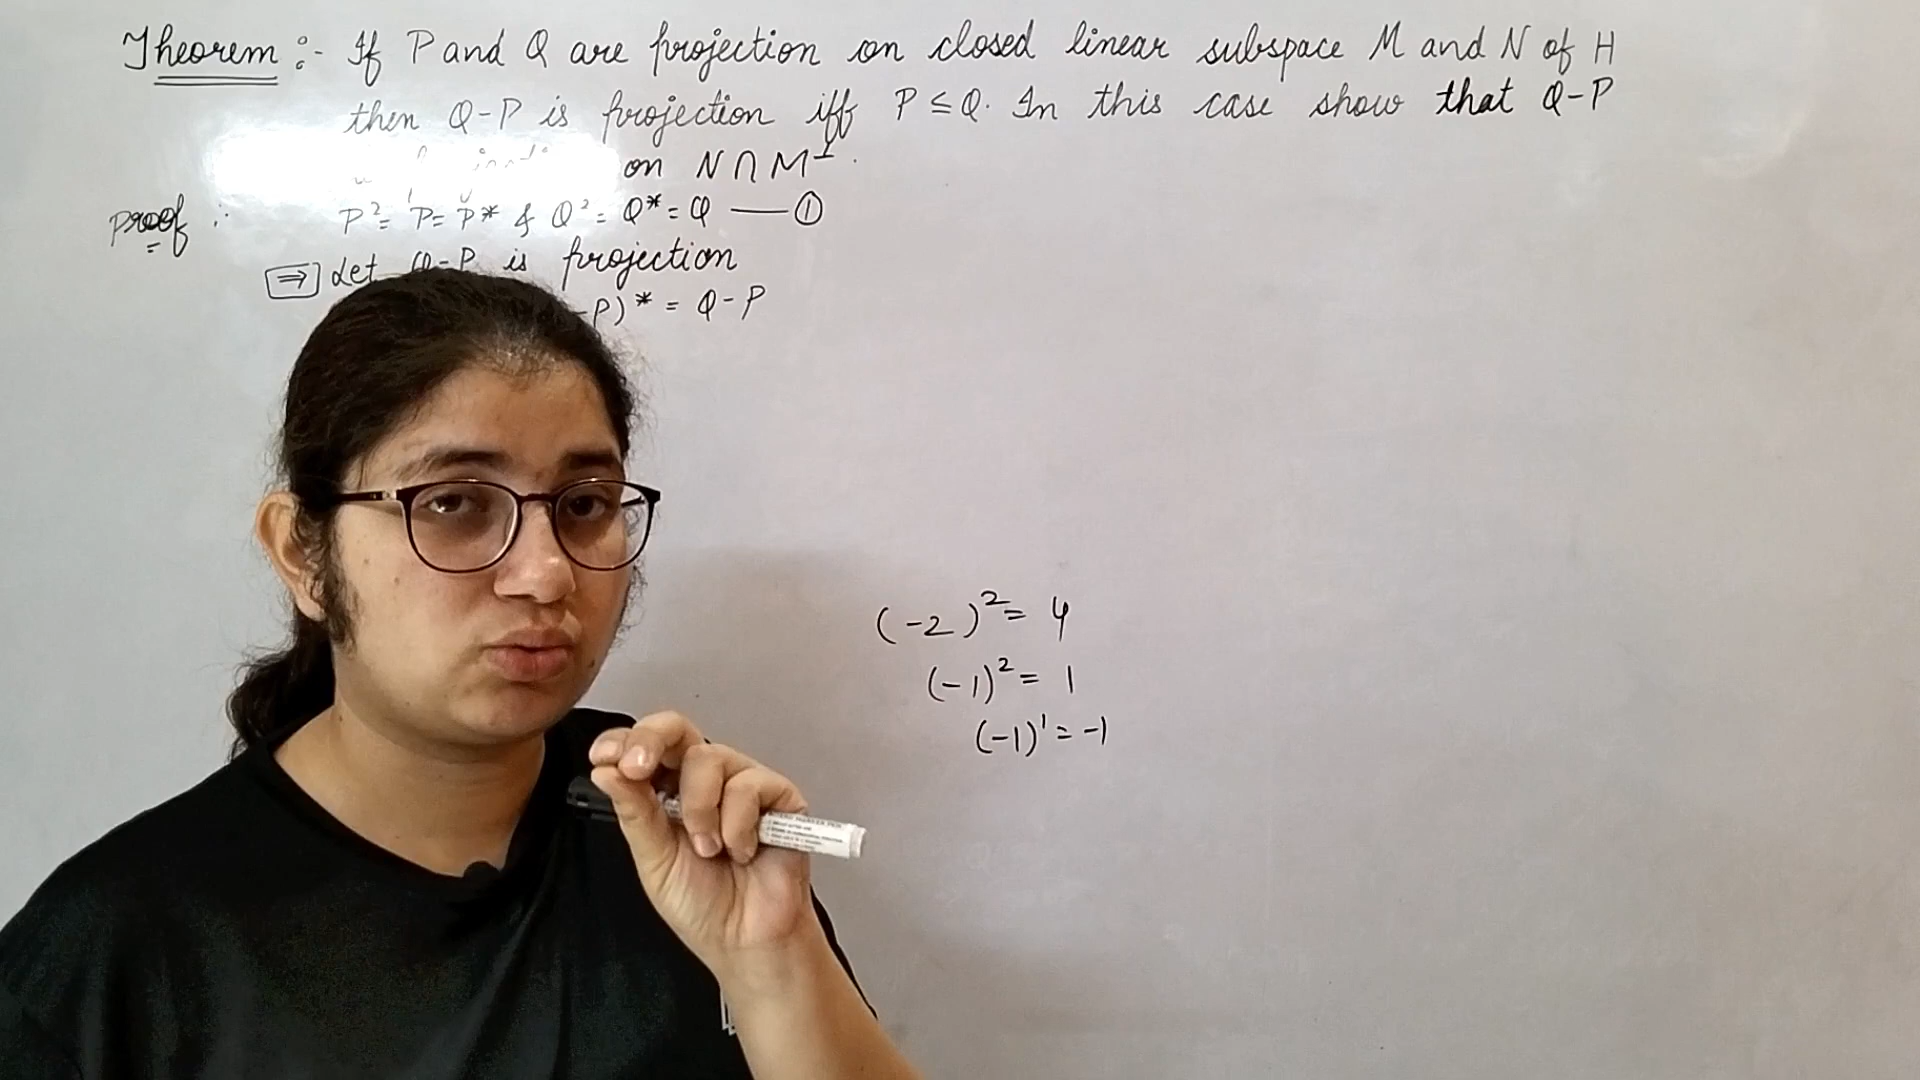 Theorem :- If P and Q are projection on closed linear subspace M and N of H
then Q-P is projection iff P ≤ Q. In this case show that Q-P
on N ∩ M⊥.
Proof : P² = P = P* & Q² = Q* = Q —— ①
⇒ Let Q-P is projection
-P)* = Q-P
(-2)² = 4
(-1)² = 1
(-1)¹ = -1